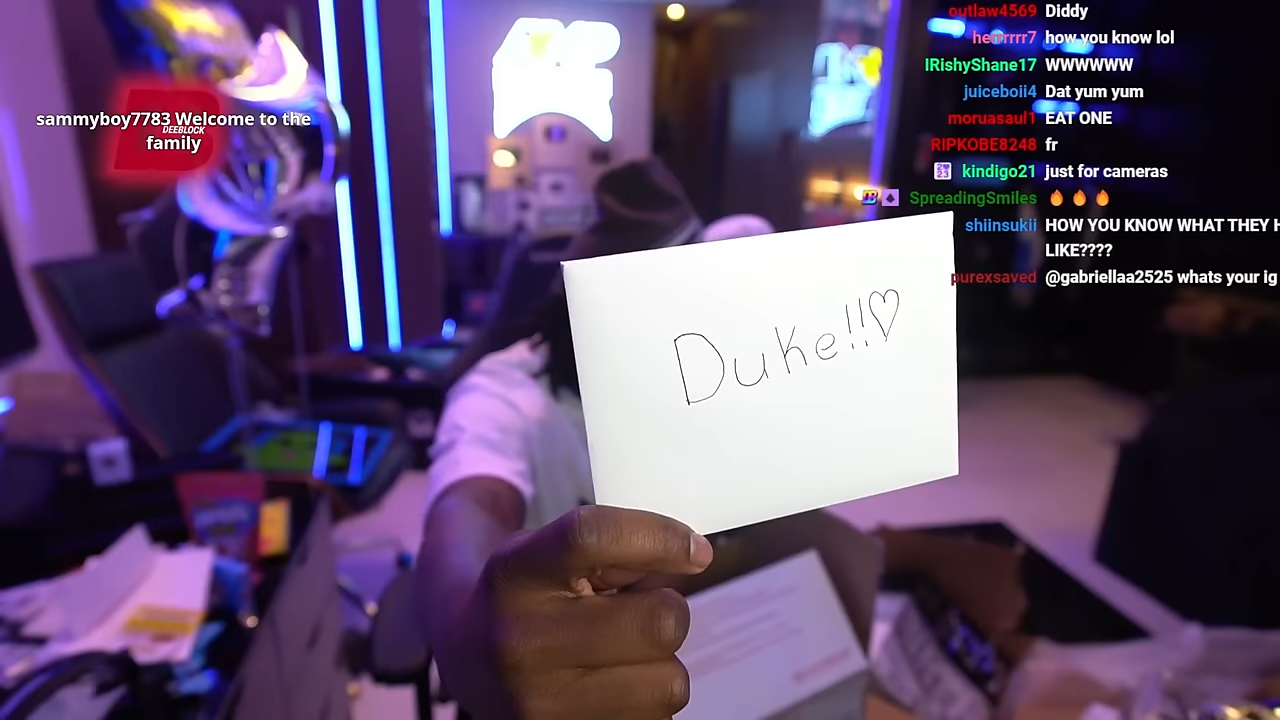 sammyboy7783 Welcome to the
family
DEEBLOCK
outlaw4569 Diddy
how you know lol
IRishyShane17 WWWWWW
juiceboii4 Dat yum yum
moruasaul1 EAT ONE
RIPKOBE8248 fr
kindigo21 just for cameras
SpreadingSmiles 🔥 🔥 🔥
shiinsukii HOW YOU KNOW WHAT THEY H
LIKE????
purexsaved @gabriellaa2525 whats your ig
Duke!!♡